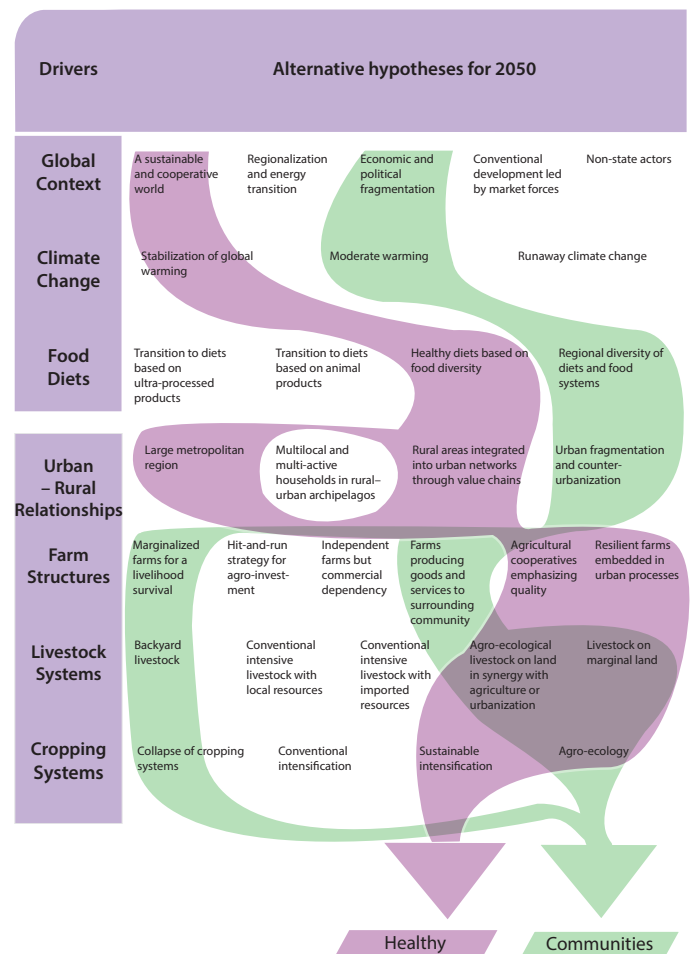 Drivers
Alternative hypotheses for 2050
Global
Context
A sustainable
and cooperative
world
Regionalization
and energy
transition
Economic and
political
fragmentation
Conventional
development led
by market forces
Non-state actors
Climate
Change
Stabilization of global
warming
Moderate warming
Runaway climate change
Food
Diets
Transition to diets
based on
ultra-processed
products
Transition to diets
based on animal
products
Healthy diets based on
food diversity
Regional diversity of
diets and food
systems
Urban
– Rural
Relationships
Large metropolitan
region
Multilocal and
multi-active
households in rural–
urban archipelagos
Rural areas integrated
into urban networks
through value chains
Urban fragmentation
and counter-
urbanization
Farm
Structures
Marginalized
farms for a
livelihood
survival
Hit-and-run
strategy for
agro-invest-
ment
Independent
farms but
commercial
dependency
Farms
producing
goods and
services to
surrounding
community
Agricultural
cooperatives
emphasizing
quality
Resilient farms
embedded in
urban processes
Livestock
Systems
Backyard
livestock
Conventional
intensive
livestock with
local resources
Conventional
intensive
livestock with
imported
resources
Agro-ecological
livestock on land
in synergy with
agriculture or
urbanization
Livestock on
marginal land
Cropping
Systems
Collapse of cropping
systems
Conventional
intensification
Sustainable
intensification
Agro-ecology
Healthy
Communities